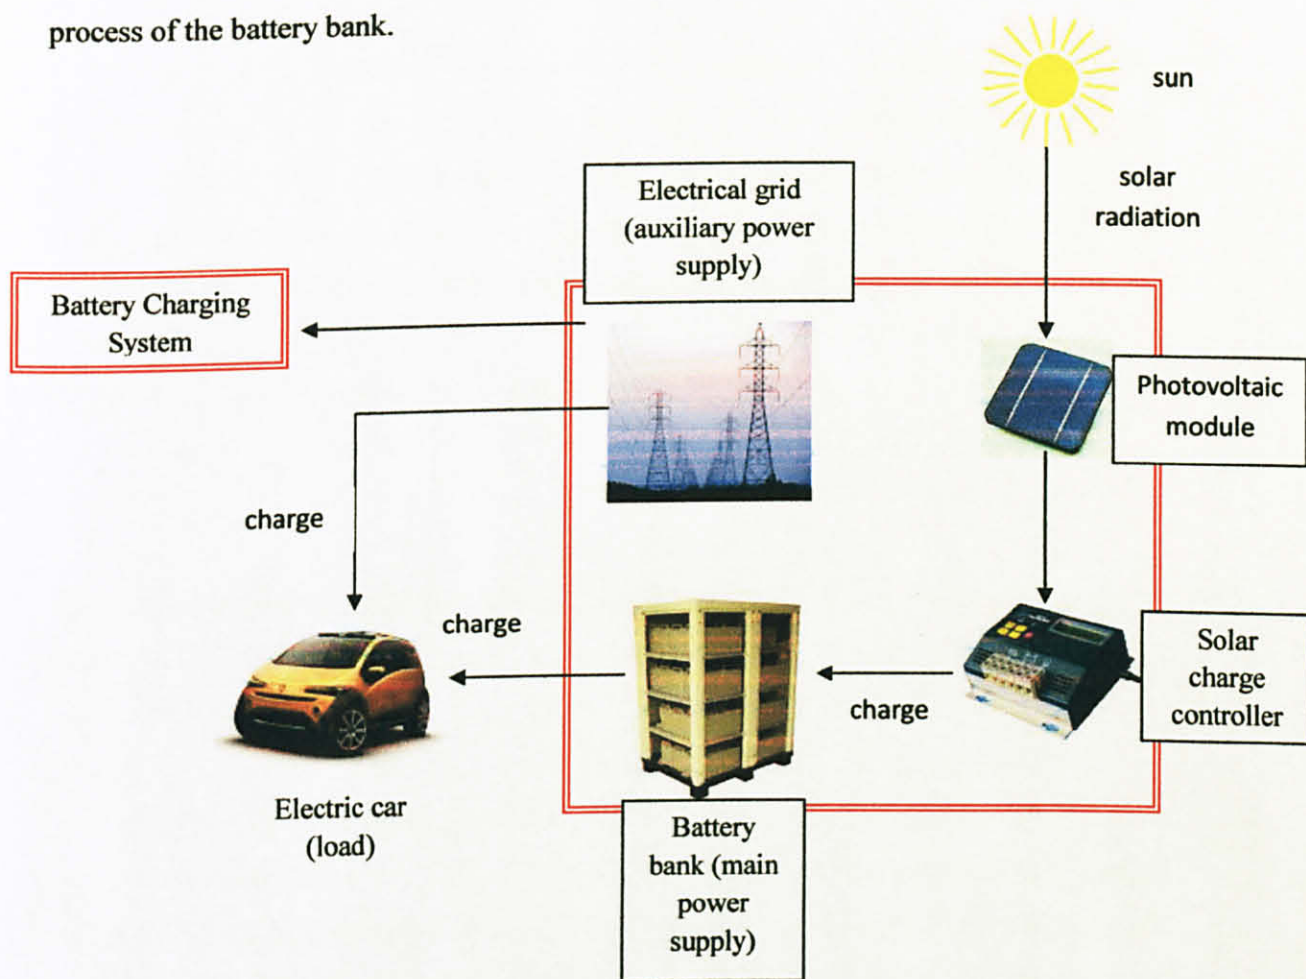 process of the battery bank.
sun
solar
radiation
Electrical grid
(auxiliary power
supply)
Battery Charging
System
Photovoltaic
module
charge
charge
charge
Solar
charge
controller
Electric car
(load)
Battery
bank (main
power
supply)